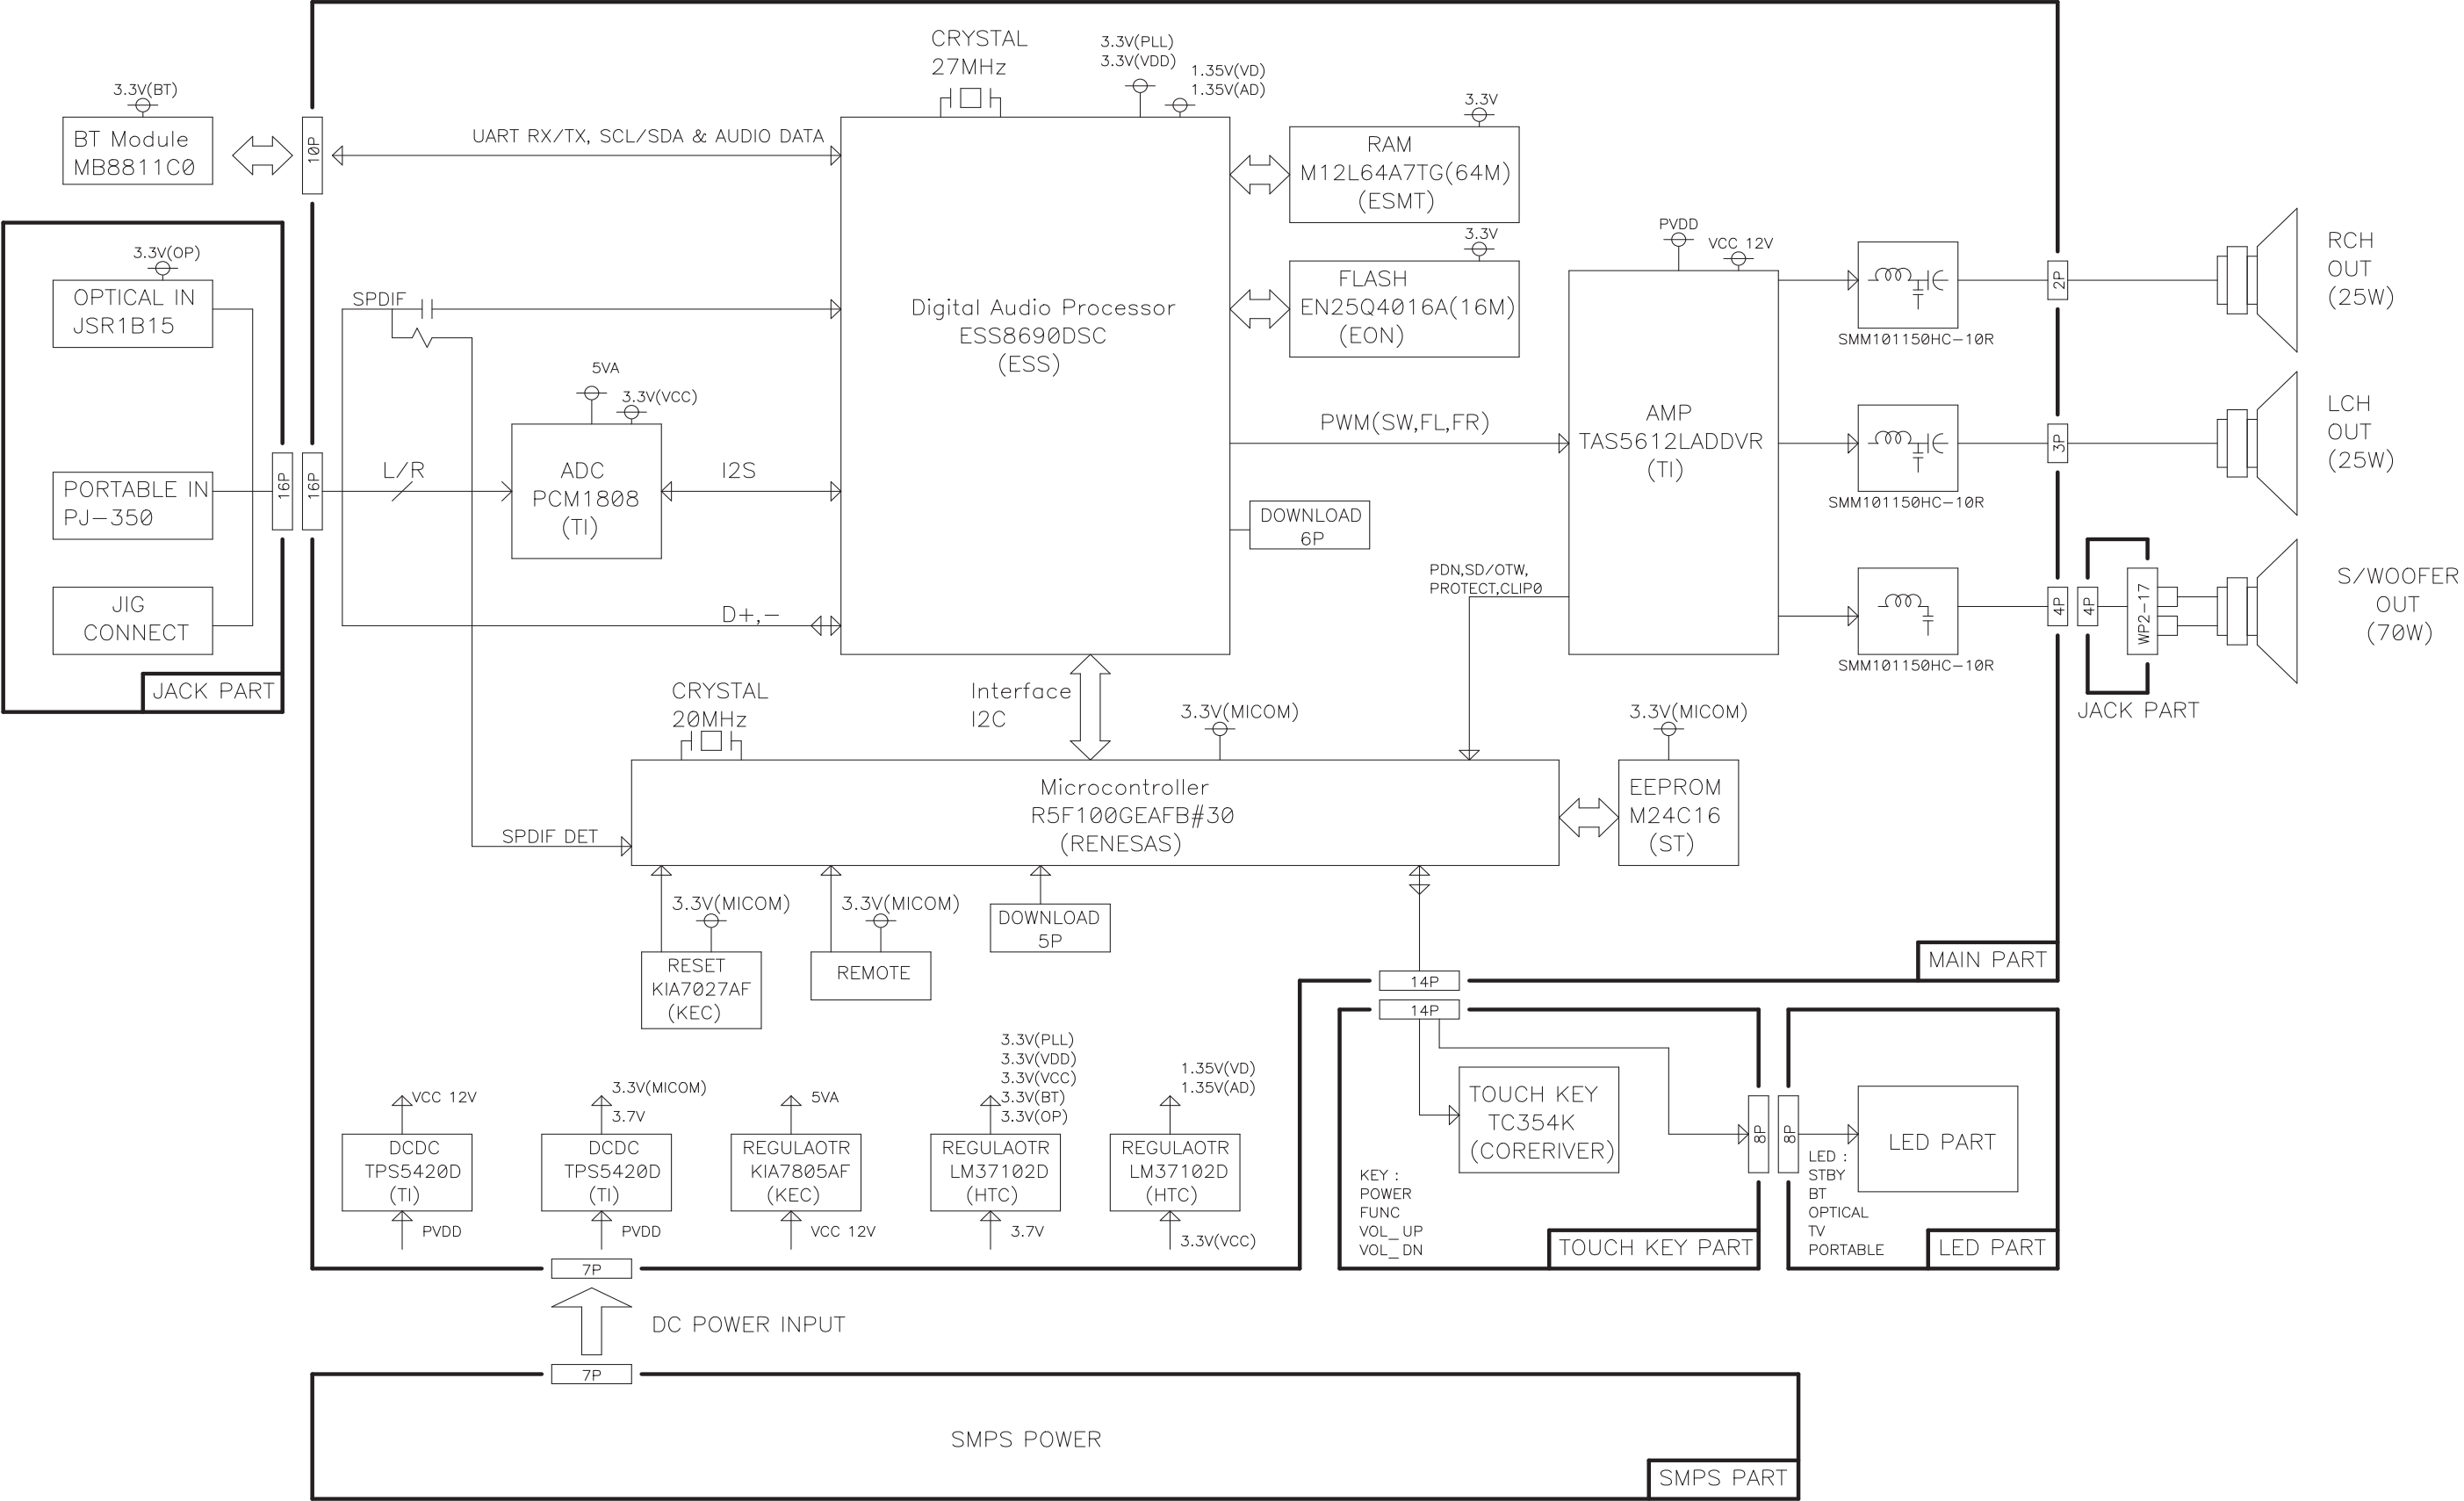 CRYSTAL
27MHz
3.3V(PLL)
3.3V(VDD)
1.35V(VD)
1.35V(AD)
3.3V(BT)
BT Module
MB8811C0
10P
UART RX/TX, SCL/SDA & AUDIO DATA
3.3V
RAM
M12L64A7TG(64M)
(ESMT)
3.3V(OP)
OPTICAL IN
JSR1B15
SPDIF
Digital Audio Processor
ESS8690DSC
(ESS)
3.3V
FLASH
EN25Q4016A(16M)
(EON)
PVDD
VCC 12V
SMM101150HC-10R
2P
RCH
OUT
(25W)
5VA
3.3V(VCC)
PORTABLE IN
PJ-350
16P
16P
L/R
ADC
PCM1808
(TI)
I2S
PWM(SW,FL,FR)
AMP
TAS5612LADDVR
(TI)
SMM101150HC-10R
3P
LCH
OUT
(25W)
DOWNLOAD
6P
JIG
CONNECT
JACK PART
D+,-
PDN,SD/OTW,
PROTECT,CLIP0
SMM101150HC-10R
4P
4P
WP2-17
S/WOOFER
OUT
(70W)
JACK PART
CRYSTAL
20MHz
Interface
I2C
3.3V(MICOM)
3.3V(MICOM)
SPDIF DET
Microcontroller
R5F100GEAFB#30
(RENESAS)
EEPROM
M24C16
(ST)
3.3V(MICOM)
RESET
KIA7027AF
(KEC)
3.3V(MICOM)
REMOTE
DOWNLOAD
5P
MAIN PART
14P
14P
VCC 12V
DCDC
TPS5420D
(TI)
PVDD
3.3V(MICOM)
3.7V
DCDC
TPS5420D
(TI)
PVDD
5VA
REGULAOTR
KIA7805AF
(KEC)
VCC 12V
3.3V(PLL)
3.3V(VDD)
3.3V(VCC)
3.3V(BT)
3.3V(OP)
REGULAOTR
LM37102D
(HTC)
3.7V
1.35V(VD)
1.35V(AD)
REGULAOTR
LM37102D
(HTC)
3.3V(VCC)
TOUCH KEY
TC354K
(CORERIVER)
KEY :
POWER
FUNC
VOL_UP
VOL_DN
TOUCH KEY PART
8P
8P
LED PART
LED :
STBY
BT
OPTICAL
TV
PORTABLE
LED PART
7P
DC POWER INPUT
7P
SMPS POWER
SMPS PART